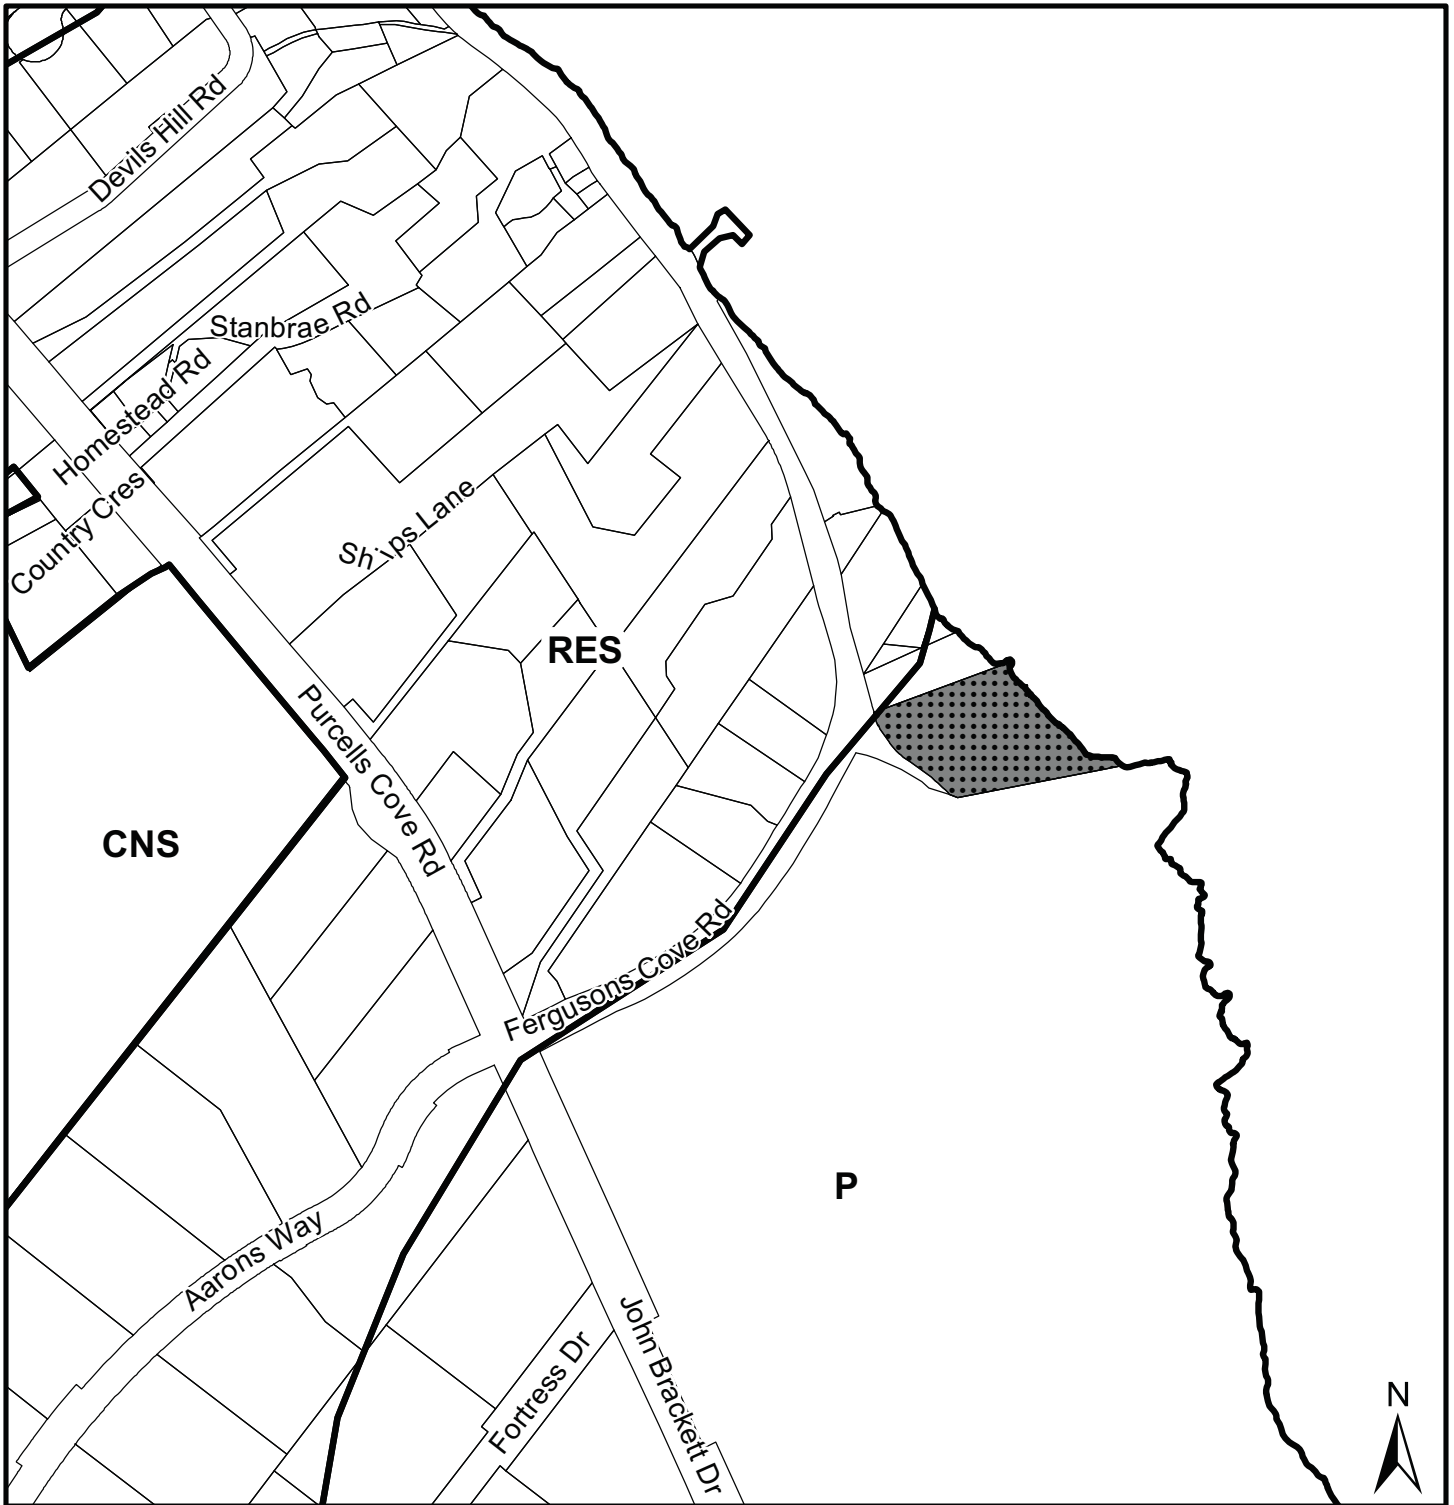 Devils Hill Rd
Stanbrae Rd
Homestead Rd
Country Cres
Lane
RES
Purcells Cove Rd
CNS
Fergusons Cove Rd
P
Aarons Way
John Brackett Dr
Fortress Dr
N